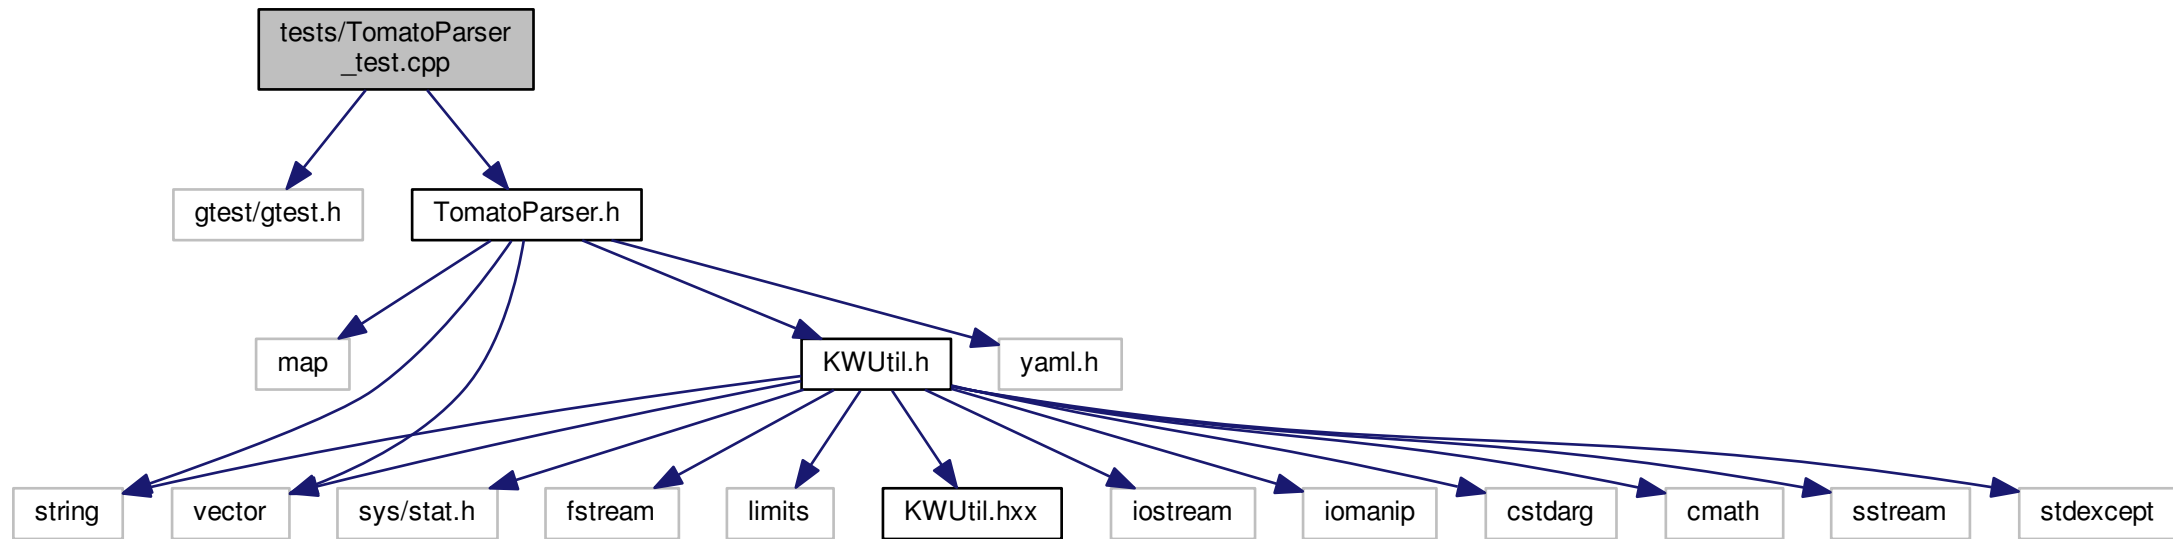 tests/TomatoParser
_test.cpp
gtest/gtest.h
TomatoParser.h
map
KWUtil.h
yaml.h
string
vector
sys/stat.h
fstream
limits
KWUtil.hxx
iostream
iomanip
cstdarg
cmath
sstream
stdexcept